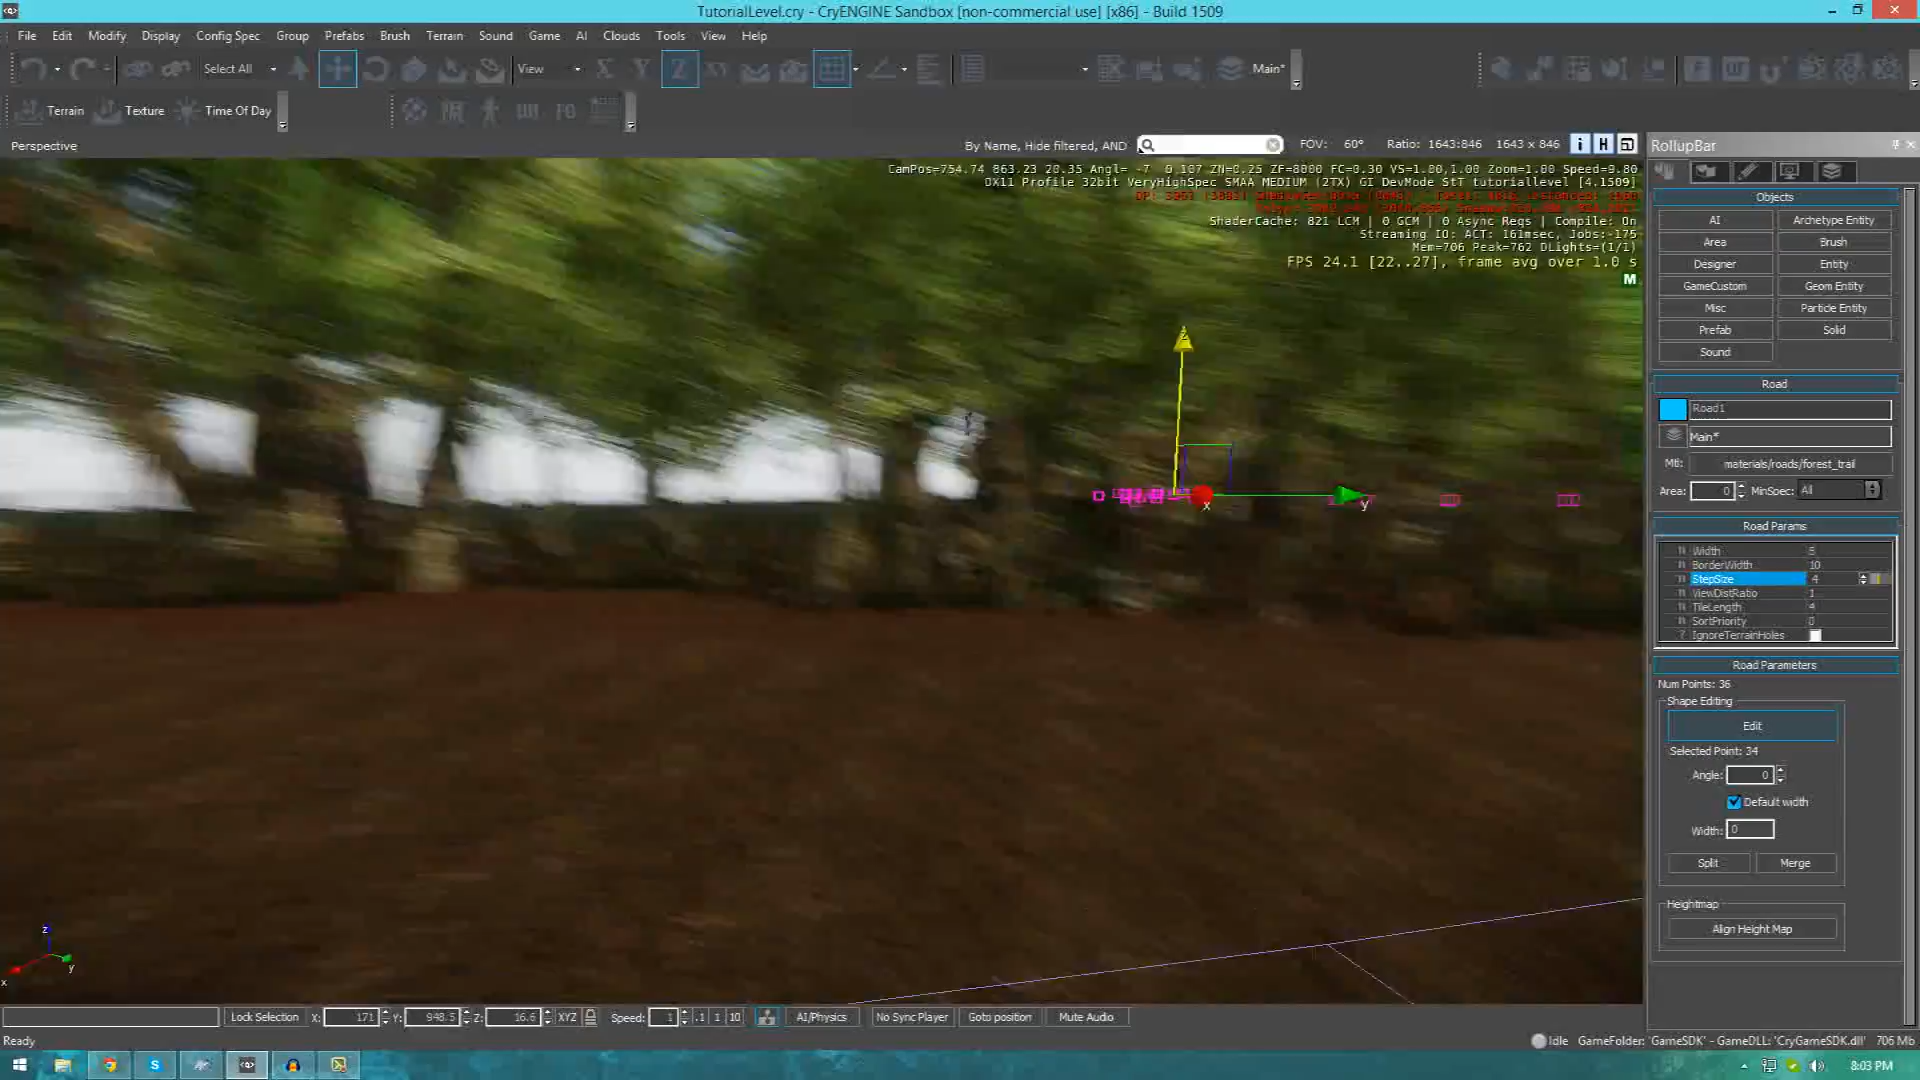 TutorialLevel.cry - CryENGINE Sandbox [non-commercial use] [x86] - Build 1509
File Edit Modify Display Config Spec Group Prefabs Brush Terrain Sound Game AI Clouds Tools View Help
Select All View X Y Z XY Main*
Terrain Texture Time Of Day
Perspective By Name, Hide filtered, AND FOV: 60° Ratio: 1643:846 1643 x 846 i H
RollupBar
CamPos=754.74 863.23 20.35 Angl= -7 0 107 ZN=0.25 ZF=8000 FC=0.30 VS=1.00,1.00 Zoom=1.00 Speed=9.80
DX11 Profile 32bit VeryHighSpec SMAA MEDIUM (2TX) GI DevMode StT tutoriallevel [4.1509]
ShaderCache: 821 LCM | 0 GCM | 0 Async Reqs | Compile: On
Streaming IO: ACT: 161msec, Jobs:-175
Mem=706 Peak=762 DLights=(1/1)
FPS 24.1 [22..27], frame avg over 1.0 s
M
z
x
y
Objects
AI Archetype Entity
Area Brush
Designer Entity
GameCustom Geom Entity
Misc Particle Entity
Prefab Solid
Sound
Road
Road1
Main*
Mtl: materials/roads/forest_trail
Area: 0 MinSpec: All
Road Params
Width 5
BorderWidth 10
StepSize 4
ViewDistRatio 1
TileLength 4
SortPriority 0
IgnoreTerrainHoles
Road Parameters
Num Points: 36
Shape Editing
Edit
Selected Point: 34
Angle: 0
Default width
Width: 0
Split Merge
Heightmap
Align Height Map
z
y
x
Lock Selection X: 171 Y: 948.5 Z: 16.6 XYZ Speed: 1 .1 1 10 AI/Physics No Sync Player Goto position Mute Audio
Ready Idle GameFolder: 'GameSDK' - GameDLL: 'CryGameSDK.dll' 706 Mb
8:03 PM